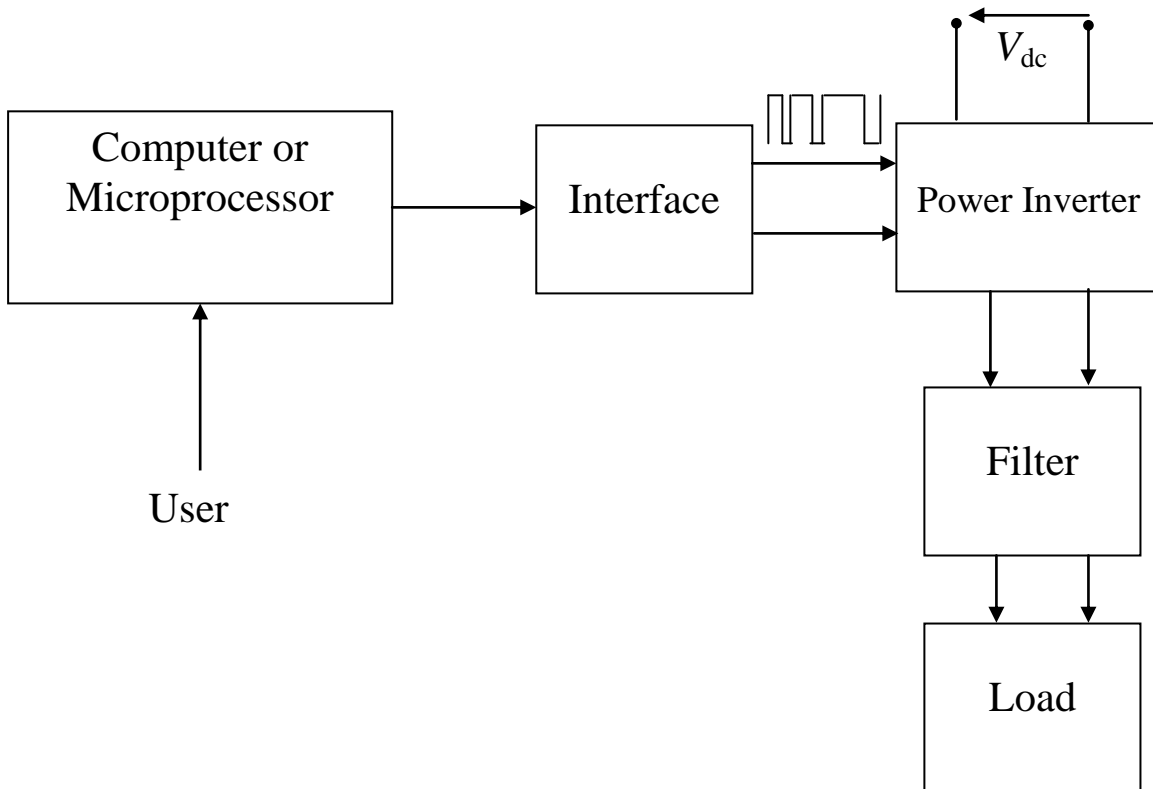 V_dc
Computer or
Microprocessor
Interface
Power Inverter
User
Filter
Load